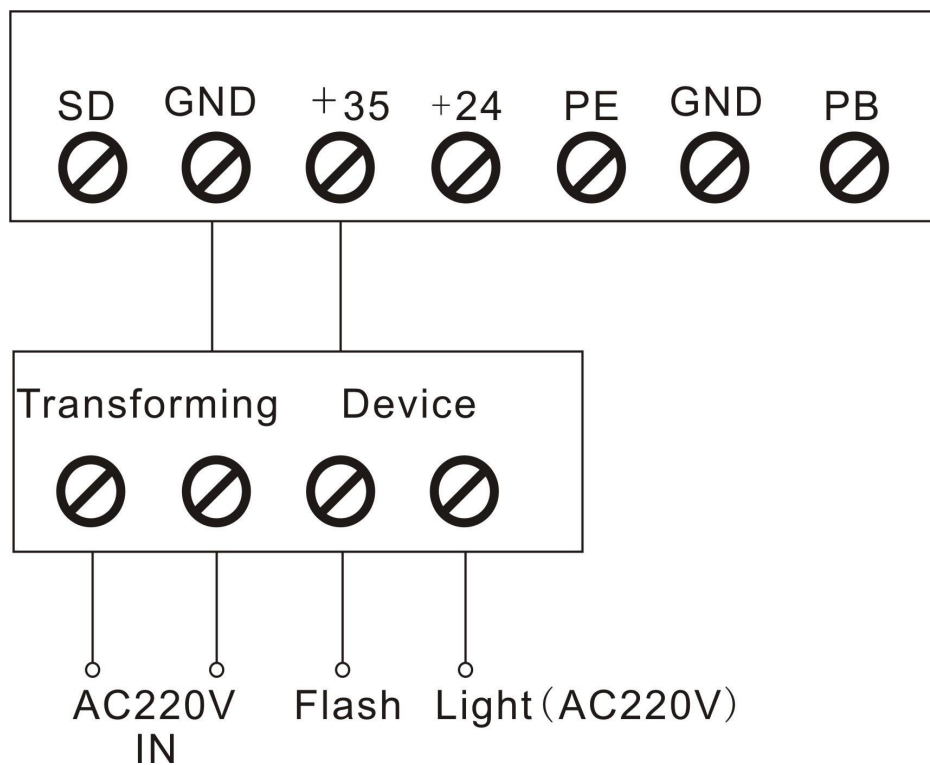 SD GND +35 +24 PE GND PB
Transforming Device
AC220V Flash Light(AC220V)
IN